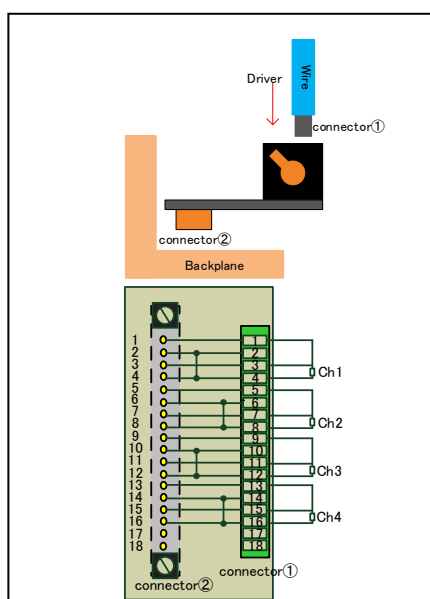 Wire
Driver
connector①
connector②
Backplane
1 1
2 2
3 3
4 4 Ch1
5 5
6 6
7 7 Ch2
8 8
9 9
10 10
11 11 Ch3
12 12
13 13
14 14
15 15 Ch4
16 16
17 17
18 18
connector② connector①